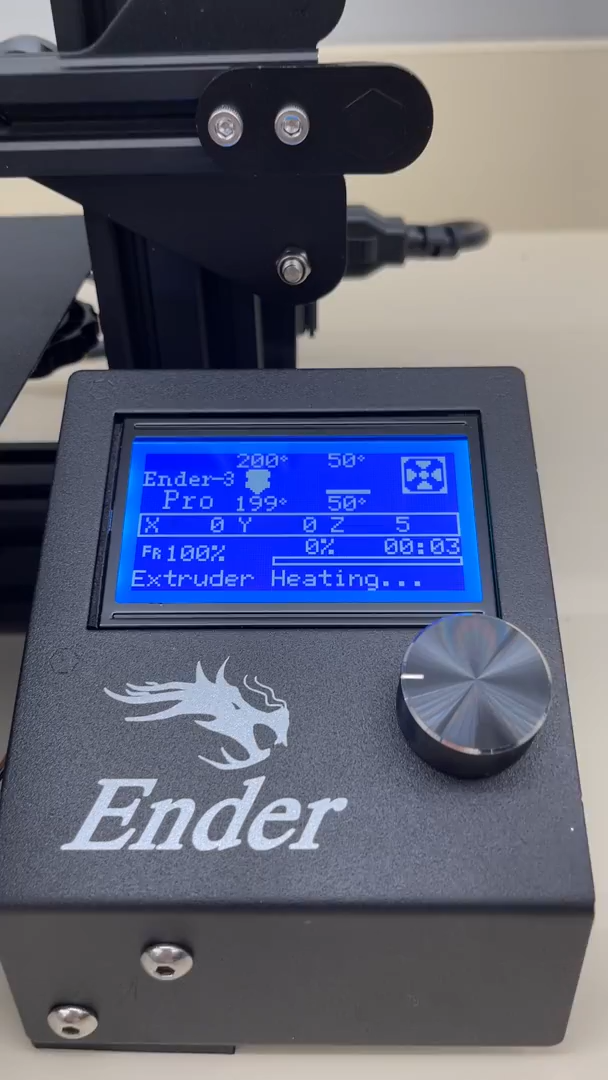 200° 50°
Ender-3
Pro 199° 50°
X 0 Y 0 Z 5
FR 100% 0% 00:03
Extruder Heating...
Ender